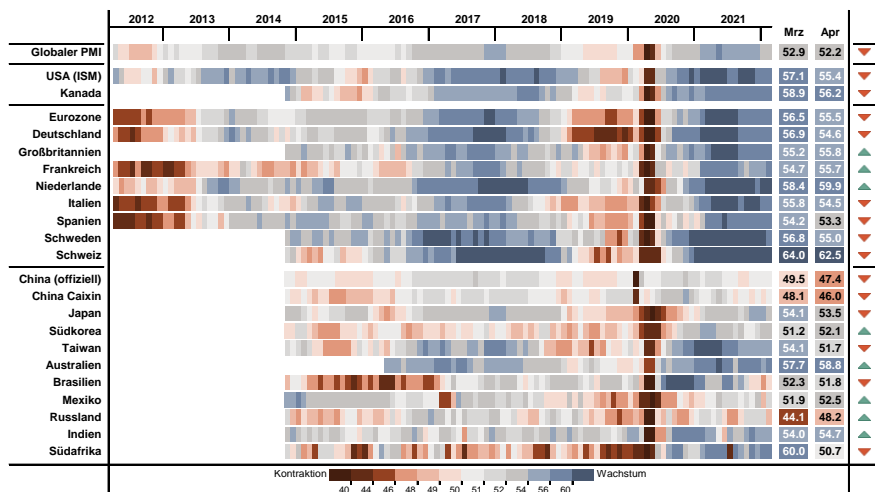 2012 2013 2014 2015 2016 2017 2018 2019 2020 2021
Mrz Apr
Globaler PMI 52.9 52.2
USA (ISM) 57.1 55.4
Kanada 58.9 56.2
Eurozone 56.5 55.5
Deutschland 56.9 54.6
Großbritannien 55.2 55.8
Frankreich 54.7 55.7
Niederlande 58.4 59.9
Italien 55.8 54.5
Spanien 54.2 53.3
Schweden 56.8 55.0
Schweiz 64.0 62.5
China (offiziell) 49.5 47.4
China Caixin 48.1 46.0
Japan 54.1 53.5
Südkorea 51.2 52.1
Taiwan 54.1 51.7
Australien 57.7 58.8
Brasilien 52.3 51.8
Mexiko 51.9 52.5
Russland 44.1 48.2
Indien 54.0 54.7
Südafrika 60.0 50.7
Kontraktion Wachstum
40 44 46 48 49 50 51 52 54 56 60